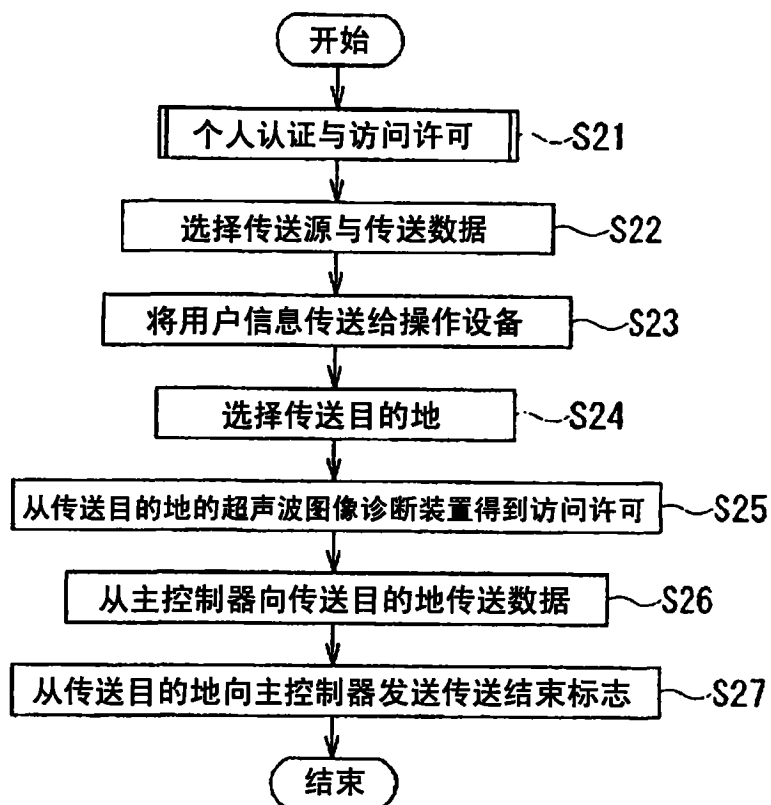 开始
个人认证与访问许可 S21
选择传送源与传送数据 S22
将用户信息传送给操作设备 S23
选择传送目的地 S24
从传送目的地的超声波图像诊断装置得到访问许可 S25
从主控制器向传送目的地传送数据 S26
从传送目的地向主控制器发送传送结束标志 S27
结束